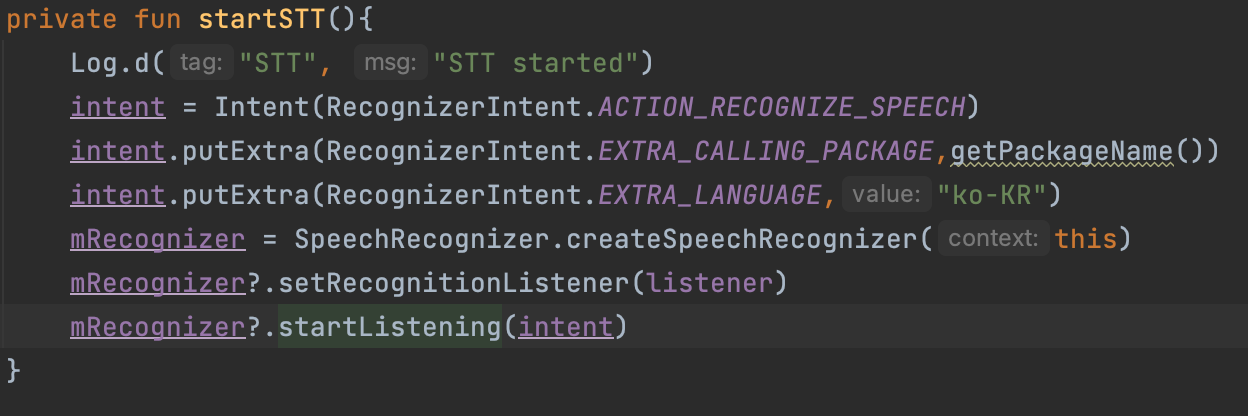 private fun startSTT(){
    Log.d( tag: "STT", msg: "STT started")
    intent = Intent(RecognizerIntent.ACTION_RECOGNIZE_SPEECH)
    intent.putExtra(RecognizerIntent.EXTRA_CALLING_PACKAGE,getPackageName())
    intent.putExtra(RecognizerIntent.EXTRA_LANGUAGE, value: "ko-KR")
    mRecognizer = SpeechRecognizer.createSpeechRecognizer( context: this)
    mRecognizer?.setRecognitionListener(listener)
    mRecognizer?.startListening(intent)
}